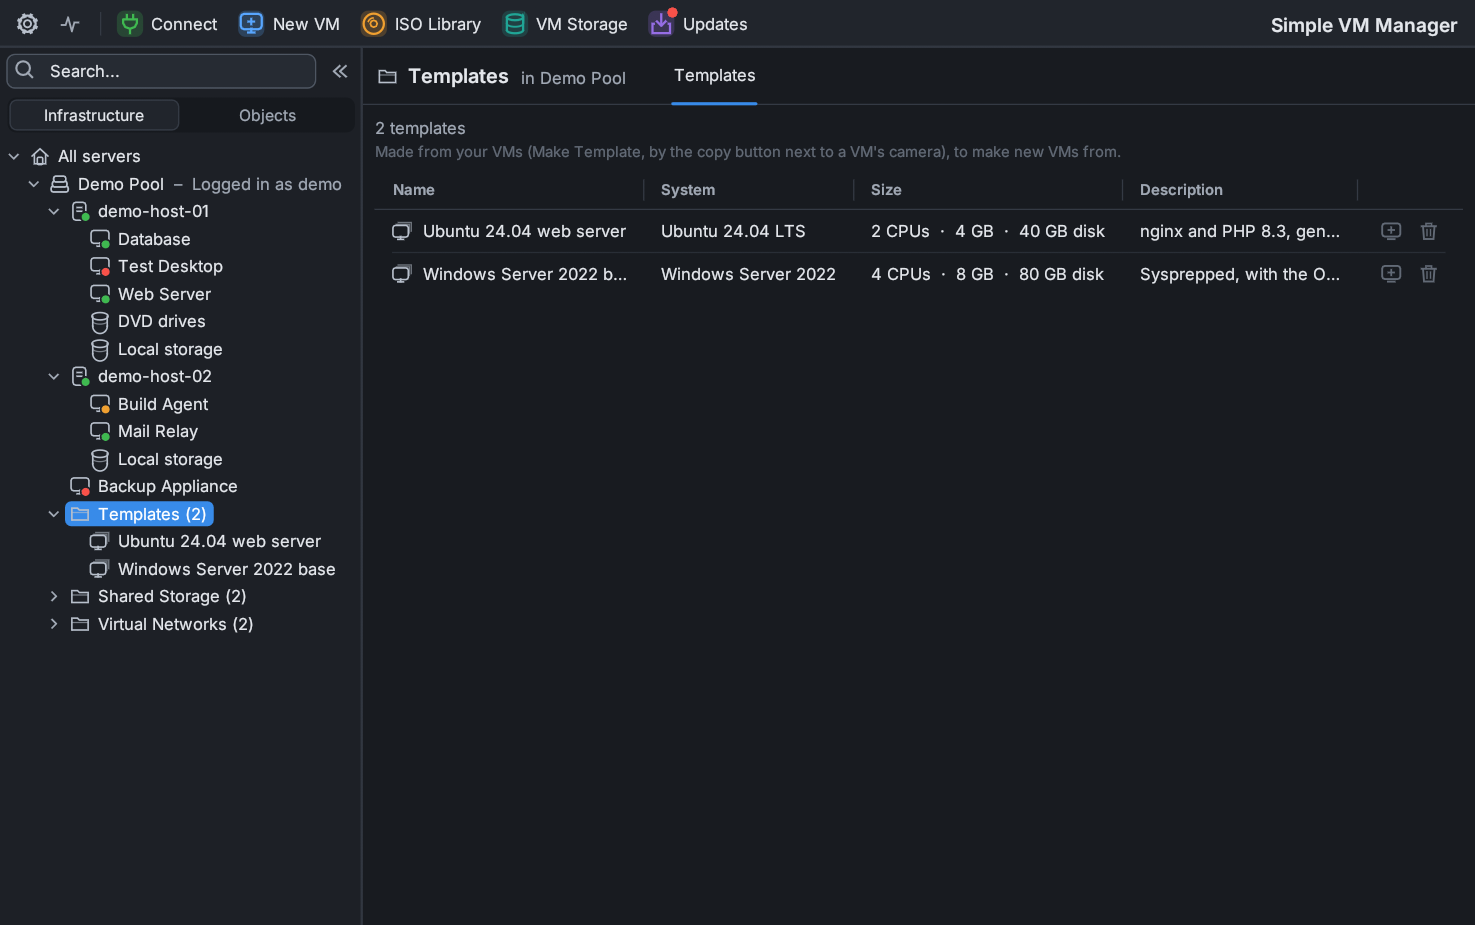 Connect New VM ISO Library VM Storage Updates Simple VM Manager
Search...
Infrastructure Objects
All servers
Demo Pool – Logged in as demo
demo-host-01
Database
Test Desktop
Web Server
DVD drives
Local storage
demo-host-02
Build Agent
Mail Relay
Local storage
Backup Appliance
Templates (2)
Ubuntu 24.04 web server
Windows Server 2022 base
Shared Storage (2)
Virtual Networks (2)
Templates in Demo Pool Templates
2 templates
Made from your VMs (Make Template, by the copy button next to a VM's camera), to make new VMs from.
Name System Size Description
Ubuntu 24.04 web server Ubuntu 24.04 LTS 2 CPUs · 4 GB · 40 GB disk nginx and PHP 8.3, gen...
Windows Server 2022 b... Windows Server 2022 4 CPUs · 8 GB · 80 GB disk Sysprepped, with the O...